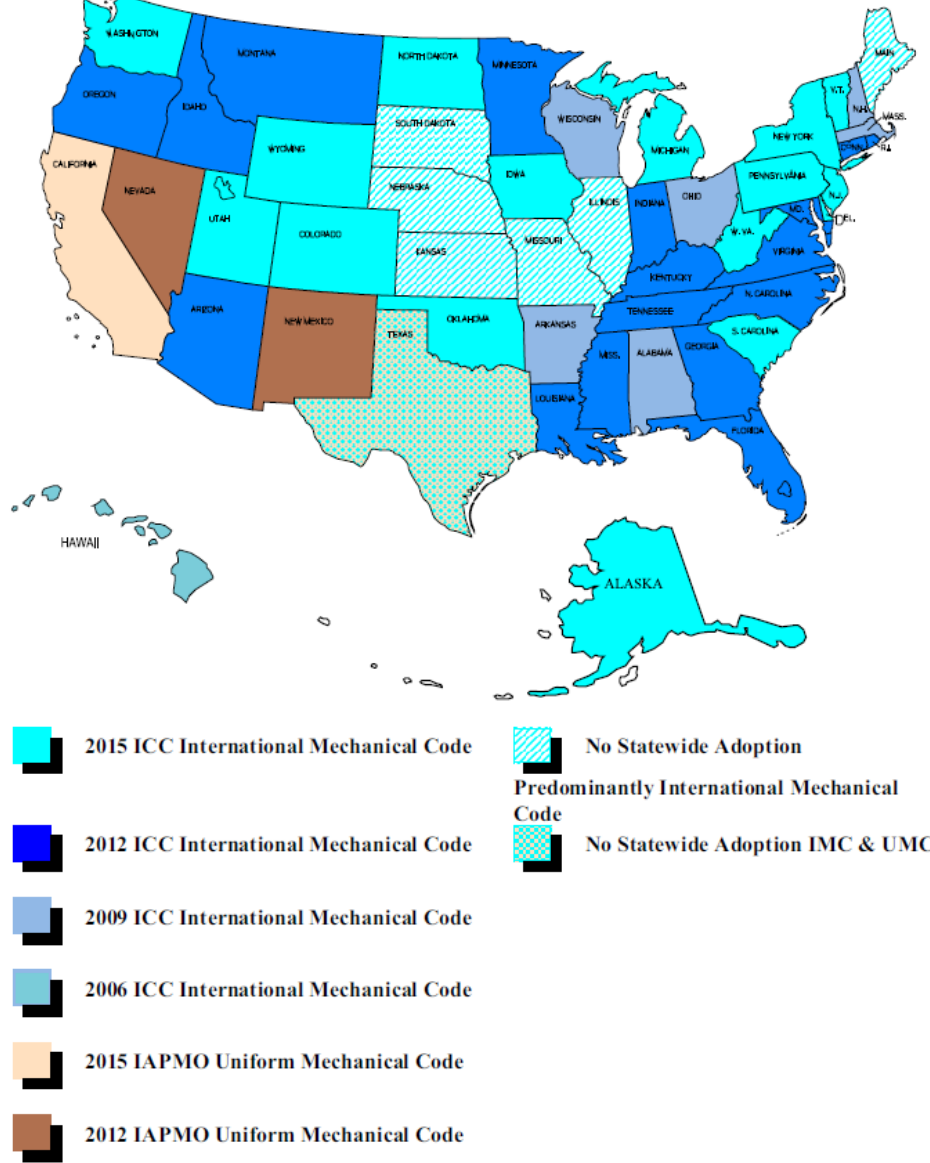 WASHINGTON
MONTANA
NORTH DAKOTA
MINNESOTA
MAIN
OREGON
IDAHO
SOUTH DAKOTA
WISCONSIN
V.T.
N.H.
MASS.
CALIFORNIA
WYOMING
MICHIGAN
NEW YORK
CONN.
R.I.
NEVADA
NEBRASKA
IOWA
PENNSYLVANIA
UTAH
COLORADO
ILLINOIS
INDIANA
OHIO
N.J.
MD.
DEL.
KANSAS
MISSOURI
W.VA.
VIRGINIA
KENTUCKY
ARIZONA
NEW MEXICO
OKLAHOMA
TENNESSEE
N. CAROLINA
TEXAS
ARKANSAS
S. CAROLINA
MISS.
ALABAMA
GEORGIA
LOUISIANA
FLORIDA
HAWAII
ALASKA
2015 ICC International Mechanical Code
No Statewide Adoption
Predominantly International Mechanical
Code
2012 ICC International Mechanical Code
No Statewide Adoption IMC & UMC
2009 ICC International Mechanical Code
2006 ICC International Mechanical Code
2015 IAPMO Uniform Mechanical Code
2012 IAPMO Uniform Mechanical Code